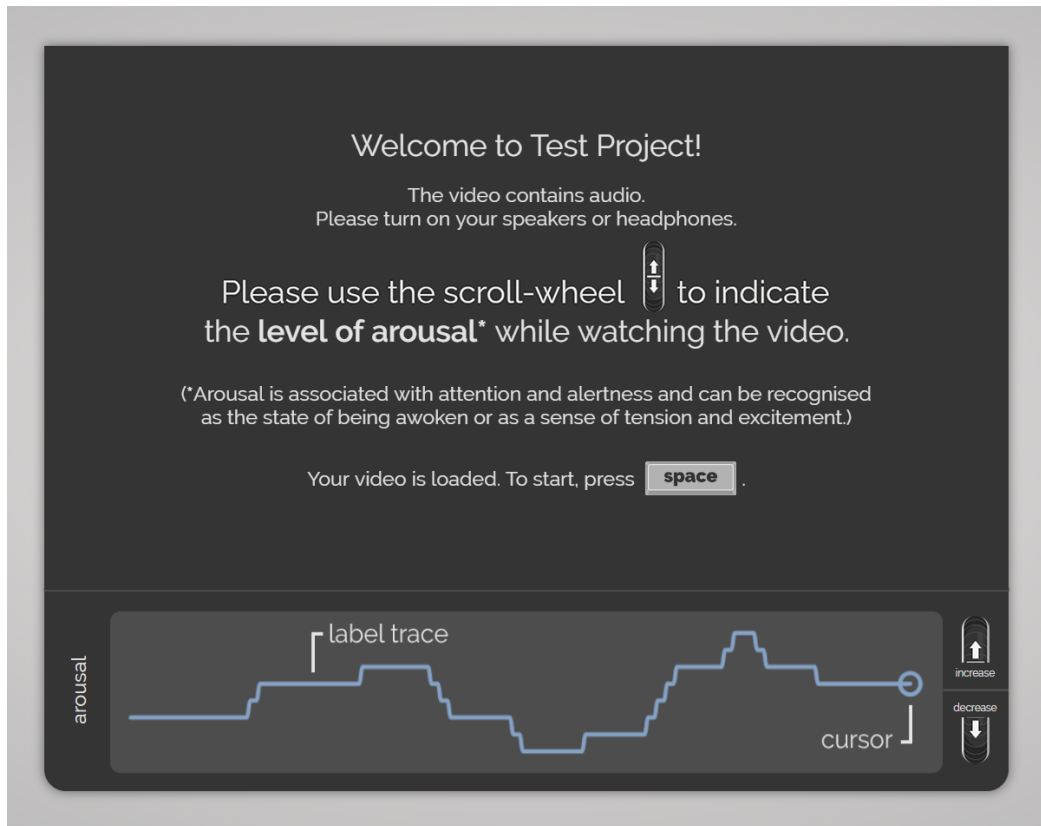 Welcome to Test Project!
The video contains audio.
Please turn on your speakers or headphones.
Please use the scroll-wheel to indicate
the level of arousal* while watching the video.
(*Arousal is associated with attention and alertness and can be recognised
as the state of being awoken or as a sense of tension and excitement.)
Your video is loaded. To start, press space .
arousal
label trace
cursor
increase
decrease